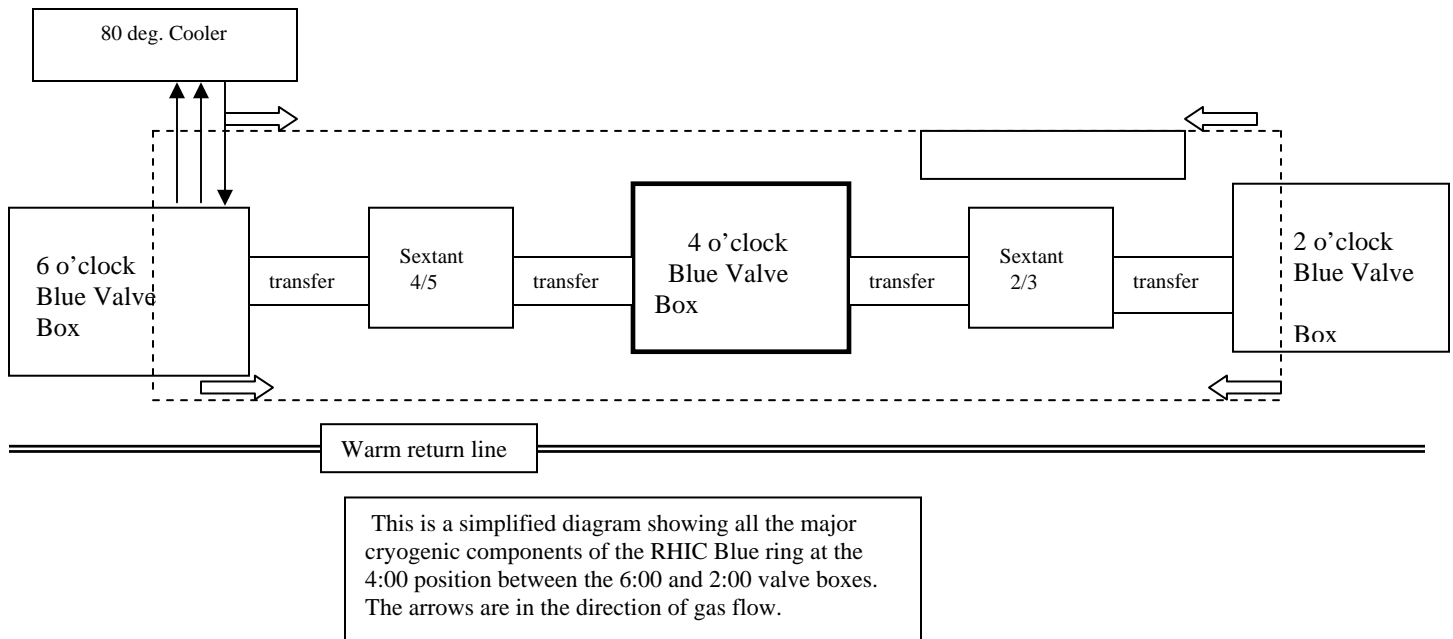 80 deg. Cooler
6 o’clock
Blue Valve
Box
transfer
Sextant
4/5
transfer
4 o’clock
Blue Valve
Box
transfer
Sextant
2/3
transfer
2 o’clock
Blue Valve
Box
Warm return line
This is a simplified diagram showing all the major
cryogenic components of the RHIC Blue ring at the
4:00 position between the 6:00 and 2:00 valve boxes.
The arrows are in the direction of gas flow.